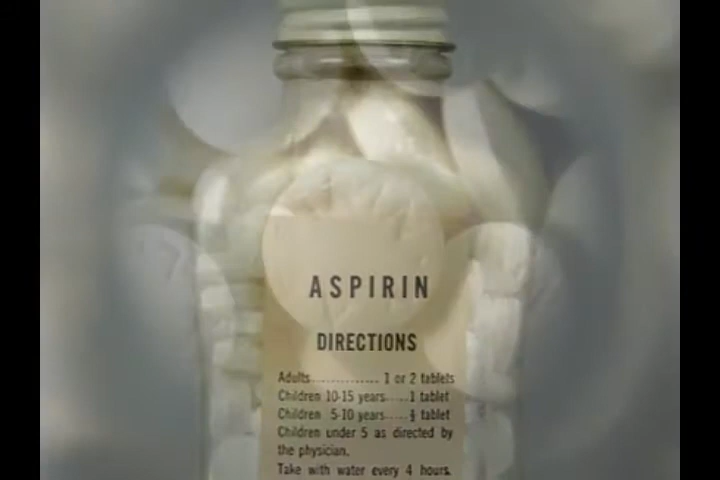 ASPIRIN
DIRECTIONS
Adults.............. 1 or 2 tablets
Children 10-15 years.....1 tablet
Children 5-10 years.....½ tablet
Children under 5 as directed by
the physician.
Take with water every 4 hours.